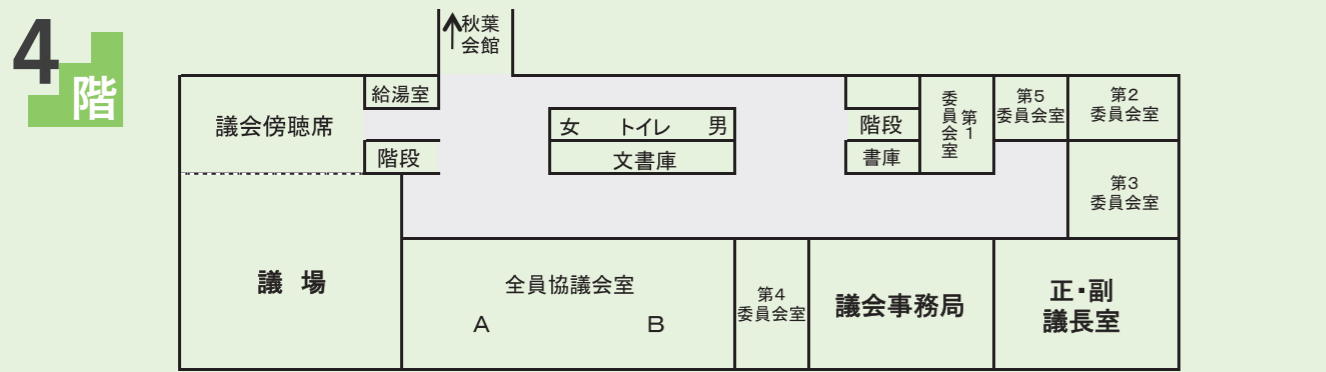 4
階
↑秋葉
会館
給湯室
議会傍聴席
階段
女 トイレ 男
文書庫
階段
書庫
第1
委員会室
第5
委員会室
第2
委員会室
第3
委員会室
議 場
全員協議会室
A B
第4
委員会室
議会事務局
正・副
議長室